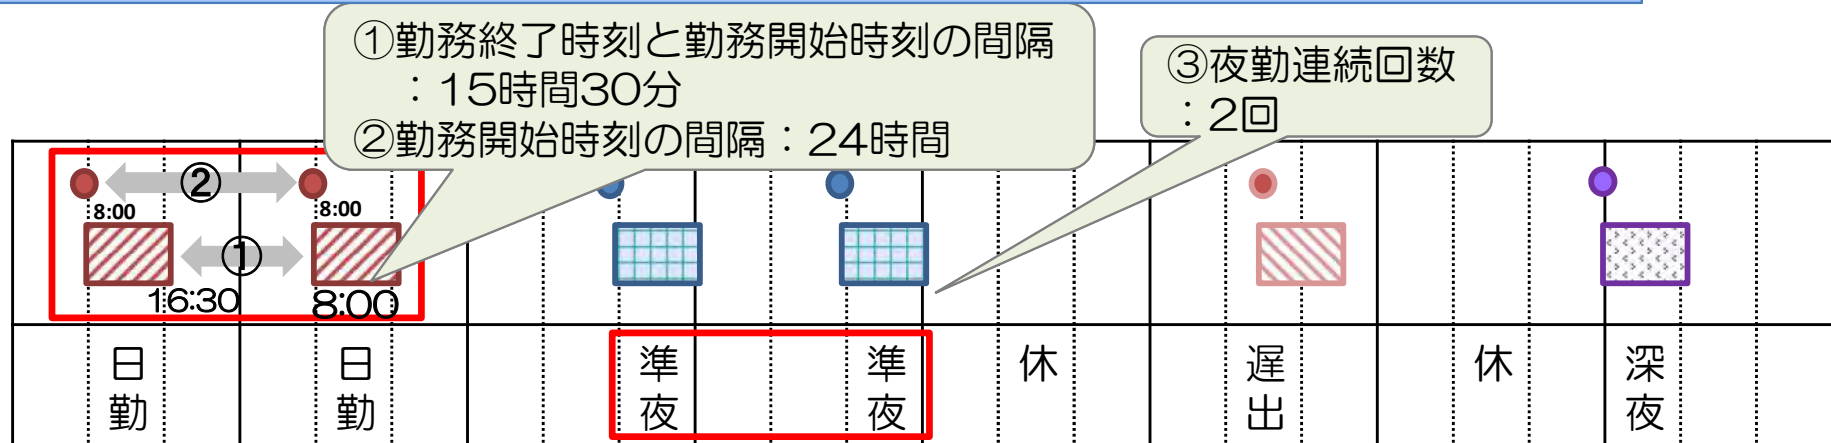 ①勤務終了時刻と勤務開始時刻の間隔
：15時間30分
②勤務開始時刻の間隔：24時間
③夜勤連続回数
：2回
②
8:00
8:00
①
16:30
8:00
日勤
日勤
準夜
準夜
休
遅出
休
深夜